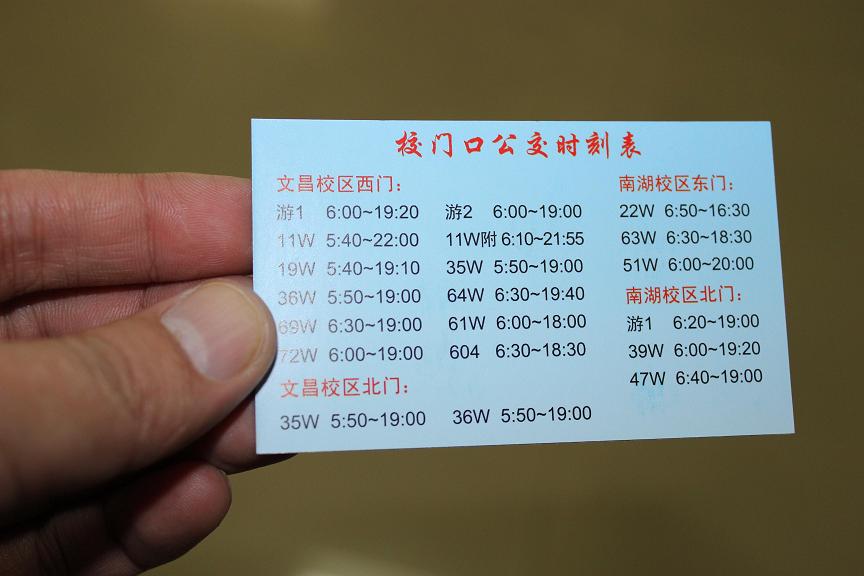 校门口公交时刻表
文昌校区西门：
游1 6:00~19:20 游2 6:00~19:00
11W 5:40~22:00 11W附 6:10~21:55
19W 5:40~19:10 35W 5:50~19:00
36W 5:50~19:00 64W 6:30~19:40
69W 6:30~19:00 61W 6:00~18:00
72W 6:00~19:00 604 6:30~18:30
文昌校区北门：
35W 5:50~19:00 36W 5:50~19:00
南湖校区东门：
22W 6:50~16:30
63W 6:30~18:30
51W 6:00~20:00
南湖校区北门：
游1 6:20~19:00
39W 6:00~19:20
47W 6:40~19:00